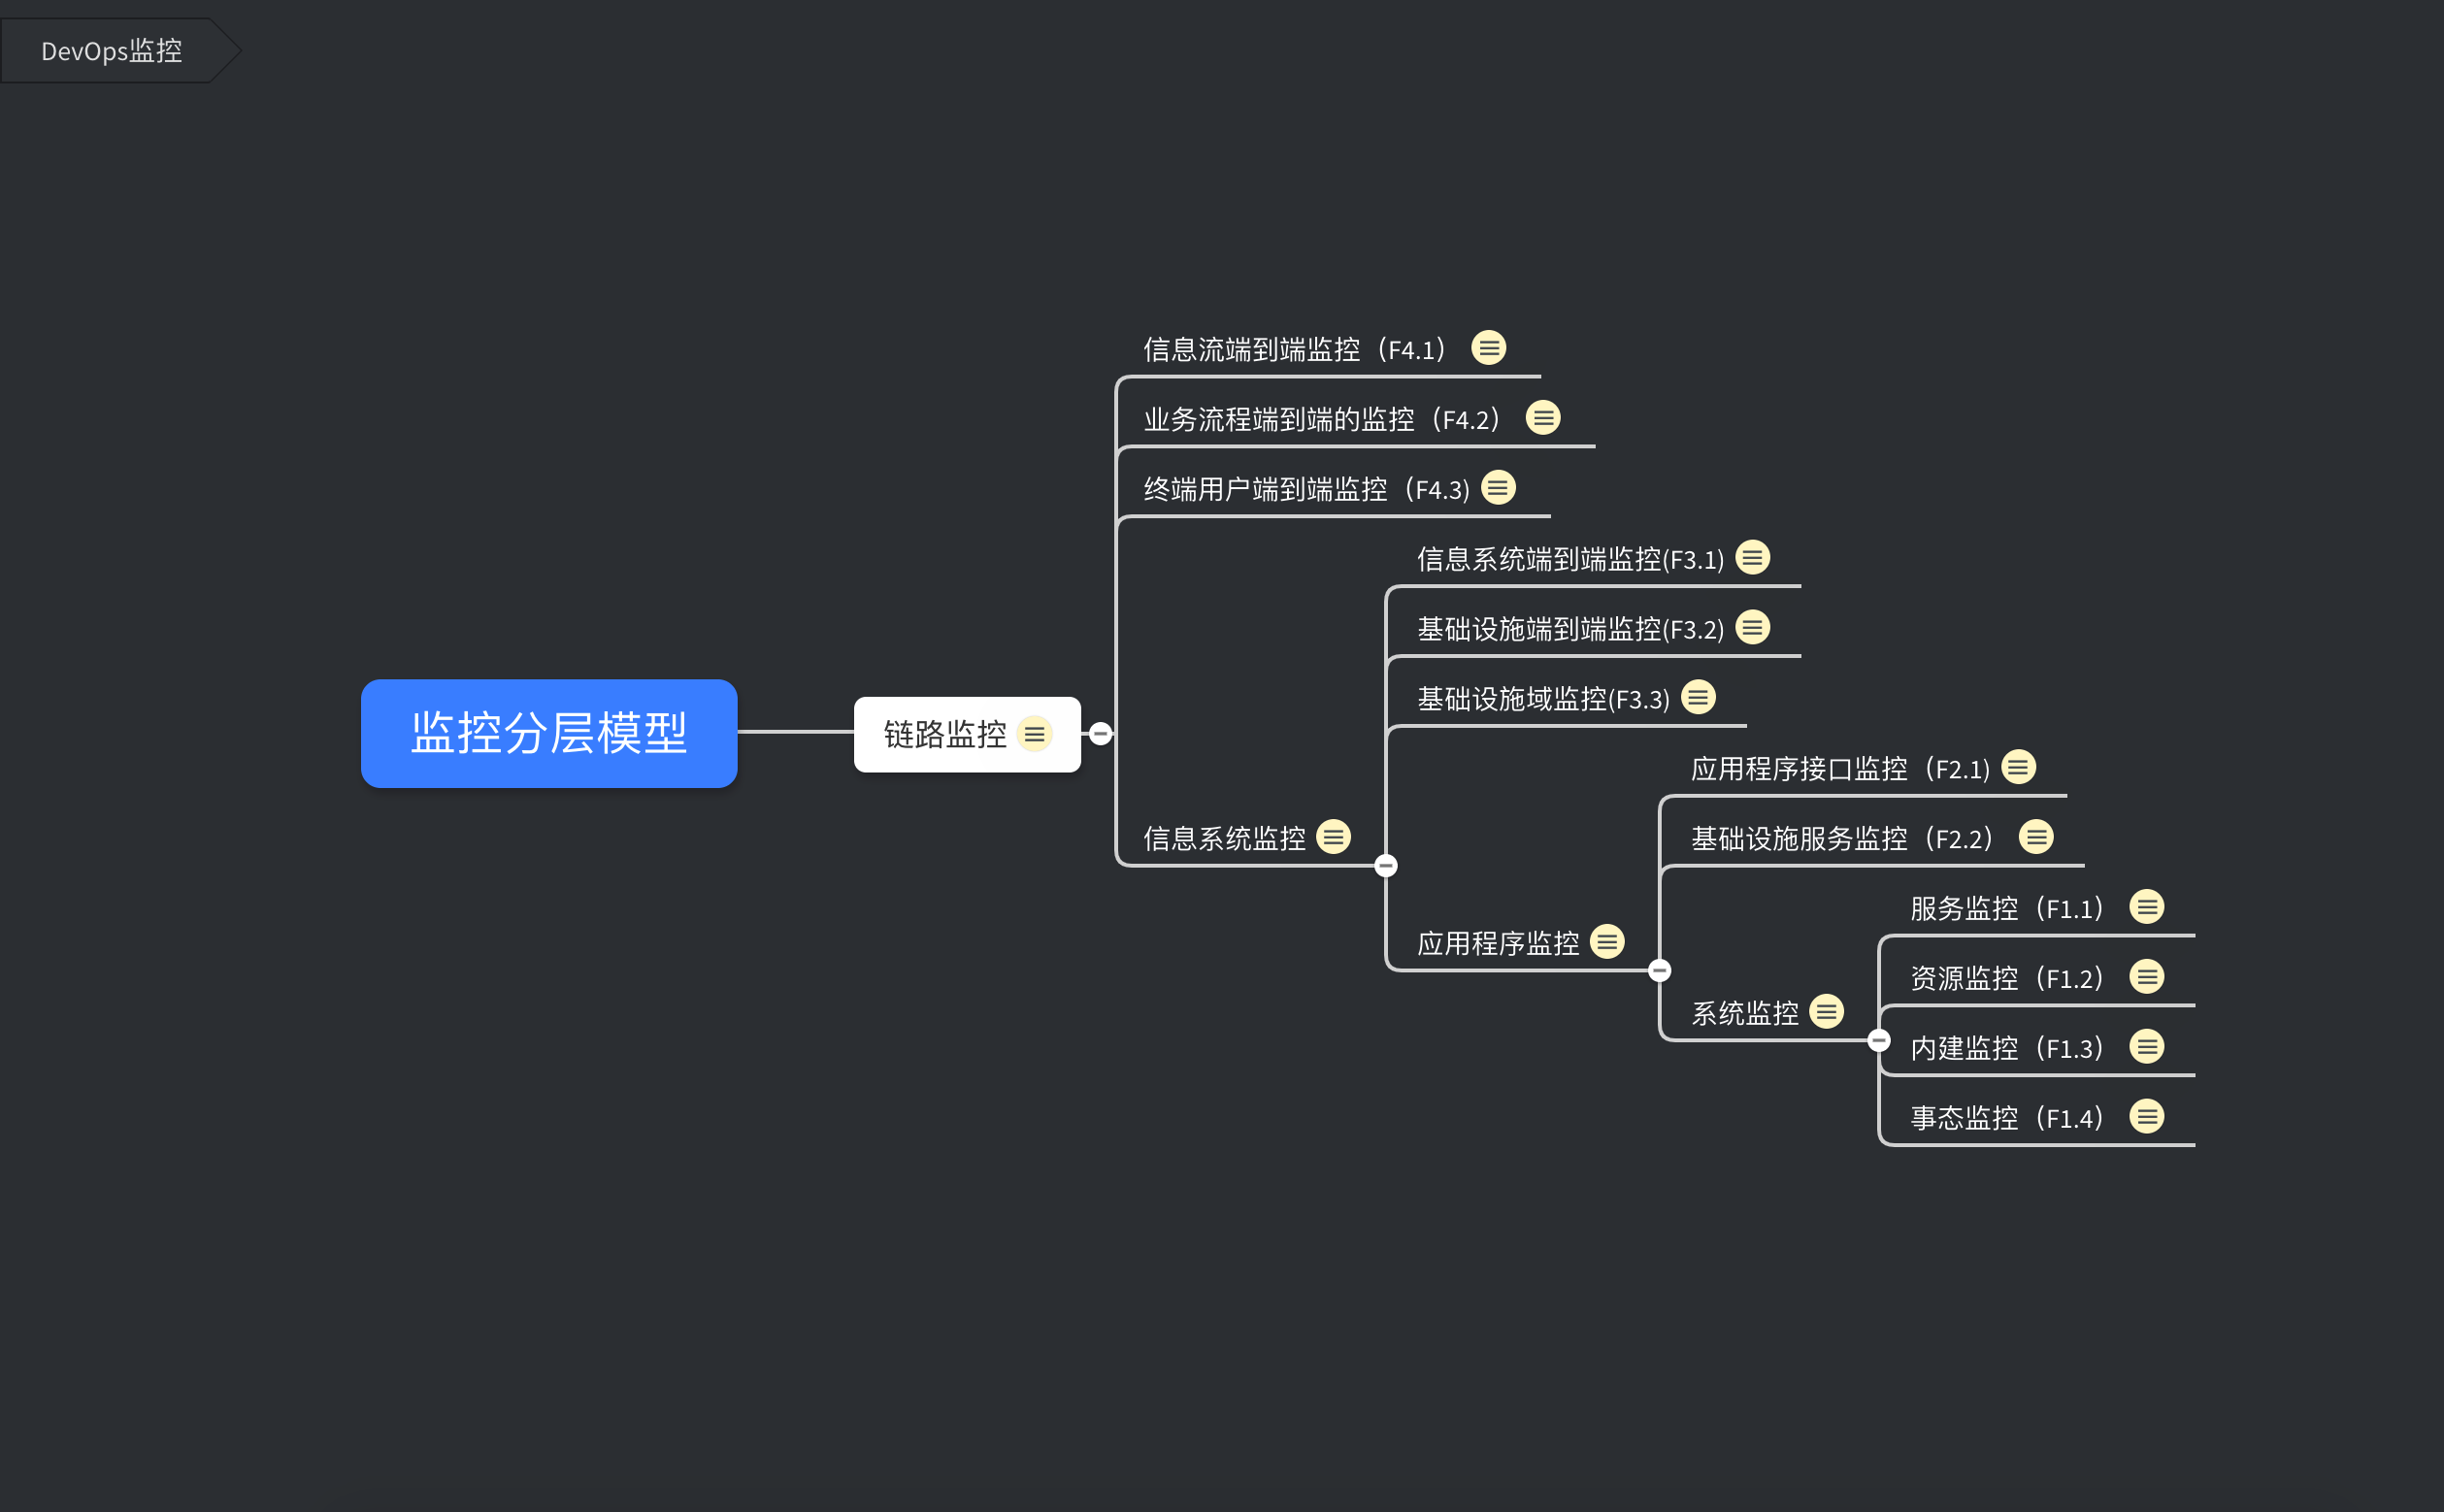 DevOps监控
监控分层模型
链路监控
信息流端到端监控（F4.1）
业务流程端到端的监控（F4.2）
终端用户端到端监控（F4.3)
信息系统监控
信息系统端到端监控(F3.1)
基础设施端到端监控(F3.2)
基础设施域监控(F3.3)
应用程序监控
应用程序接口监控（F2.1)
基础设施服务监控（F2.2）
系统监控
服务监控（F1.1）
资源监控（F1.2）
内建监控（F1.3）
事态监控（F1.4）